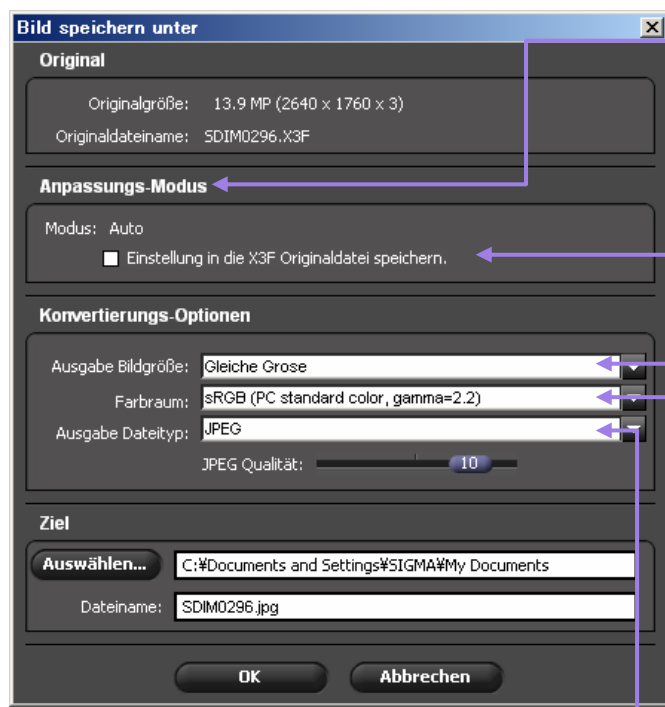 Bild speichern unter
Original
Originalgröße: 13.9 MP (2640 x 1760 x 3)
Originaldateiname: SDIM0296.X3F
Anpassungs-Modus
Modus: Auto
Einstellung in die X3F Originaldatei speichern.
Konvertierungs-Optionen
Ausgabe Bildgröße: Gleiche Grose
Farbraum: sRGB (PC standard color, gamma=2.2)
Ausgabe Dateityp: JPEG
JPEG Qualität: 10
Ziel
Auswählen... C:¥Documents and Settings¥SIGMA¥My Documents
Dateiname: SDIM0296.jpg
OK Abbrechen